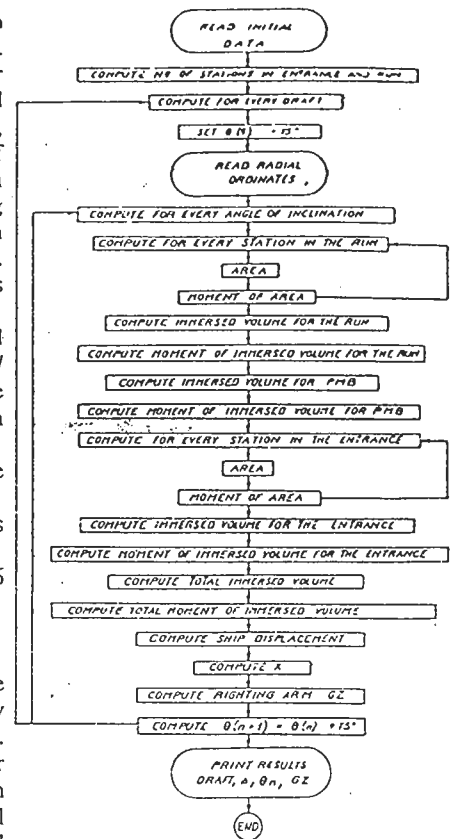 READ INITIAL
DATA
COMPUTE Nº OF STATIONS IN ENTRANCE AND RUN
COMPUTE FOR EVERY DRAFT
SET θ(1) = 15°
READ RADIAL
ORDINATES
COMPUTE FOR EVERY ANGLE OF INCLINATION
COMPUTE FOR EVERY STATION IN THE RUN
AREA
MOMENT OF AREA
COMPUTE IMMERSED VOLUME FOR THE RUN
COMPUTE MOMENT OF IMMERSED VOLUME FOR THE RUN
COMPUTE IMMERSED VOLUME FOR PMB
COMPUTE MOMENT OF IMMERSED VOLUME FOR PMB
COMPUTE FOR EVERY STATION IN THE ENTRANCE
AREA
MOMENT OF AREA
COMPUTE IMMERSED VOLUME FOR THE ENTRANCE
COMPUTE MOMENT OF IMMERSED VOLUME FOR THE ENTRANCE
COMPUTE TOTAL IMMERSED VOLUME
COMPUTE TOTAL MOMENT OF IMMERSED VOLUME
COMPUTE SHIP DISPLACEMENT
COMPUTE K
COMPUTE RIGHTING ARM GZ
COMPUTE θ(n+1) = θ(n) + 15°
PRINT RESULTS
DRAFT, Δ, θn, GZ
END